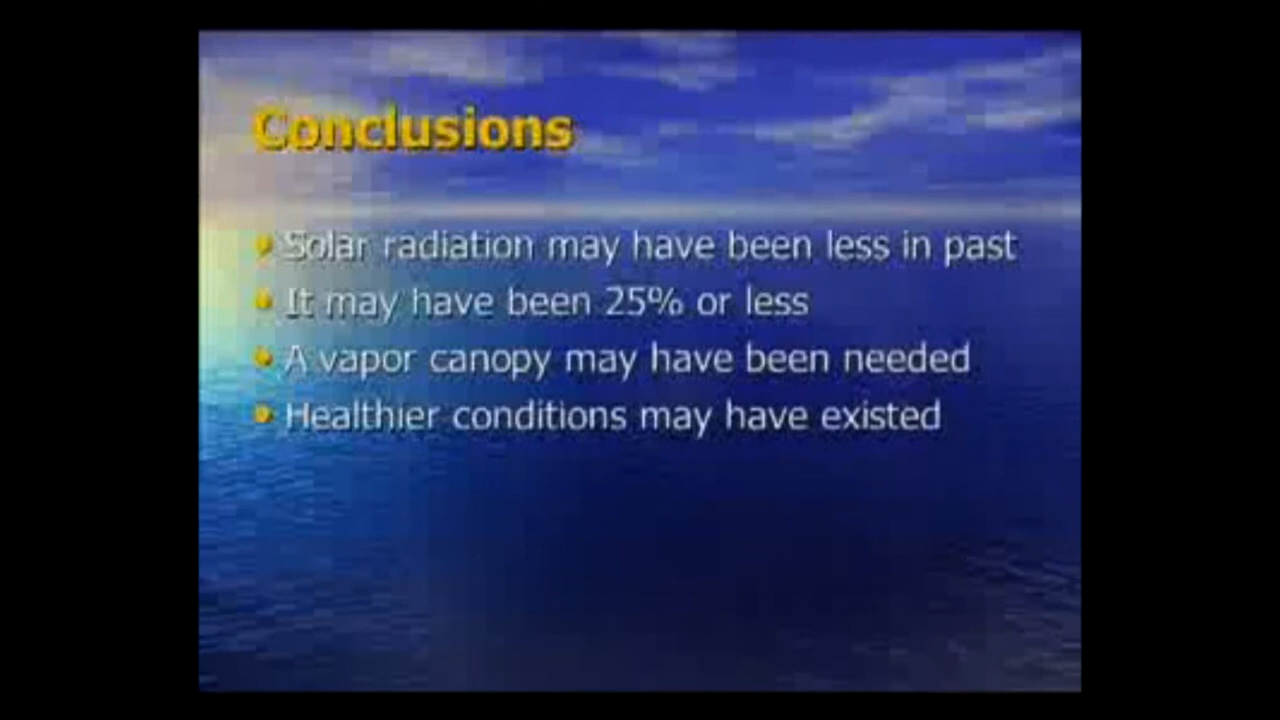 Conclusions
Solar radiation may have been less in past
It may have been 25% or less
A vapor canopy may have been needed
Healthier conditions may have existed